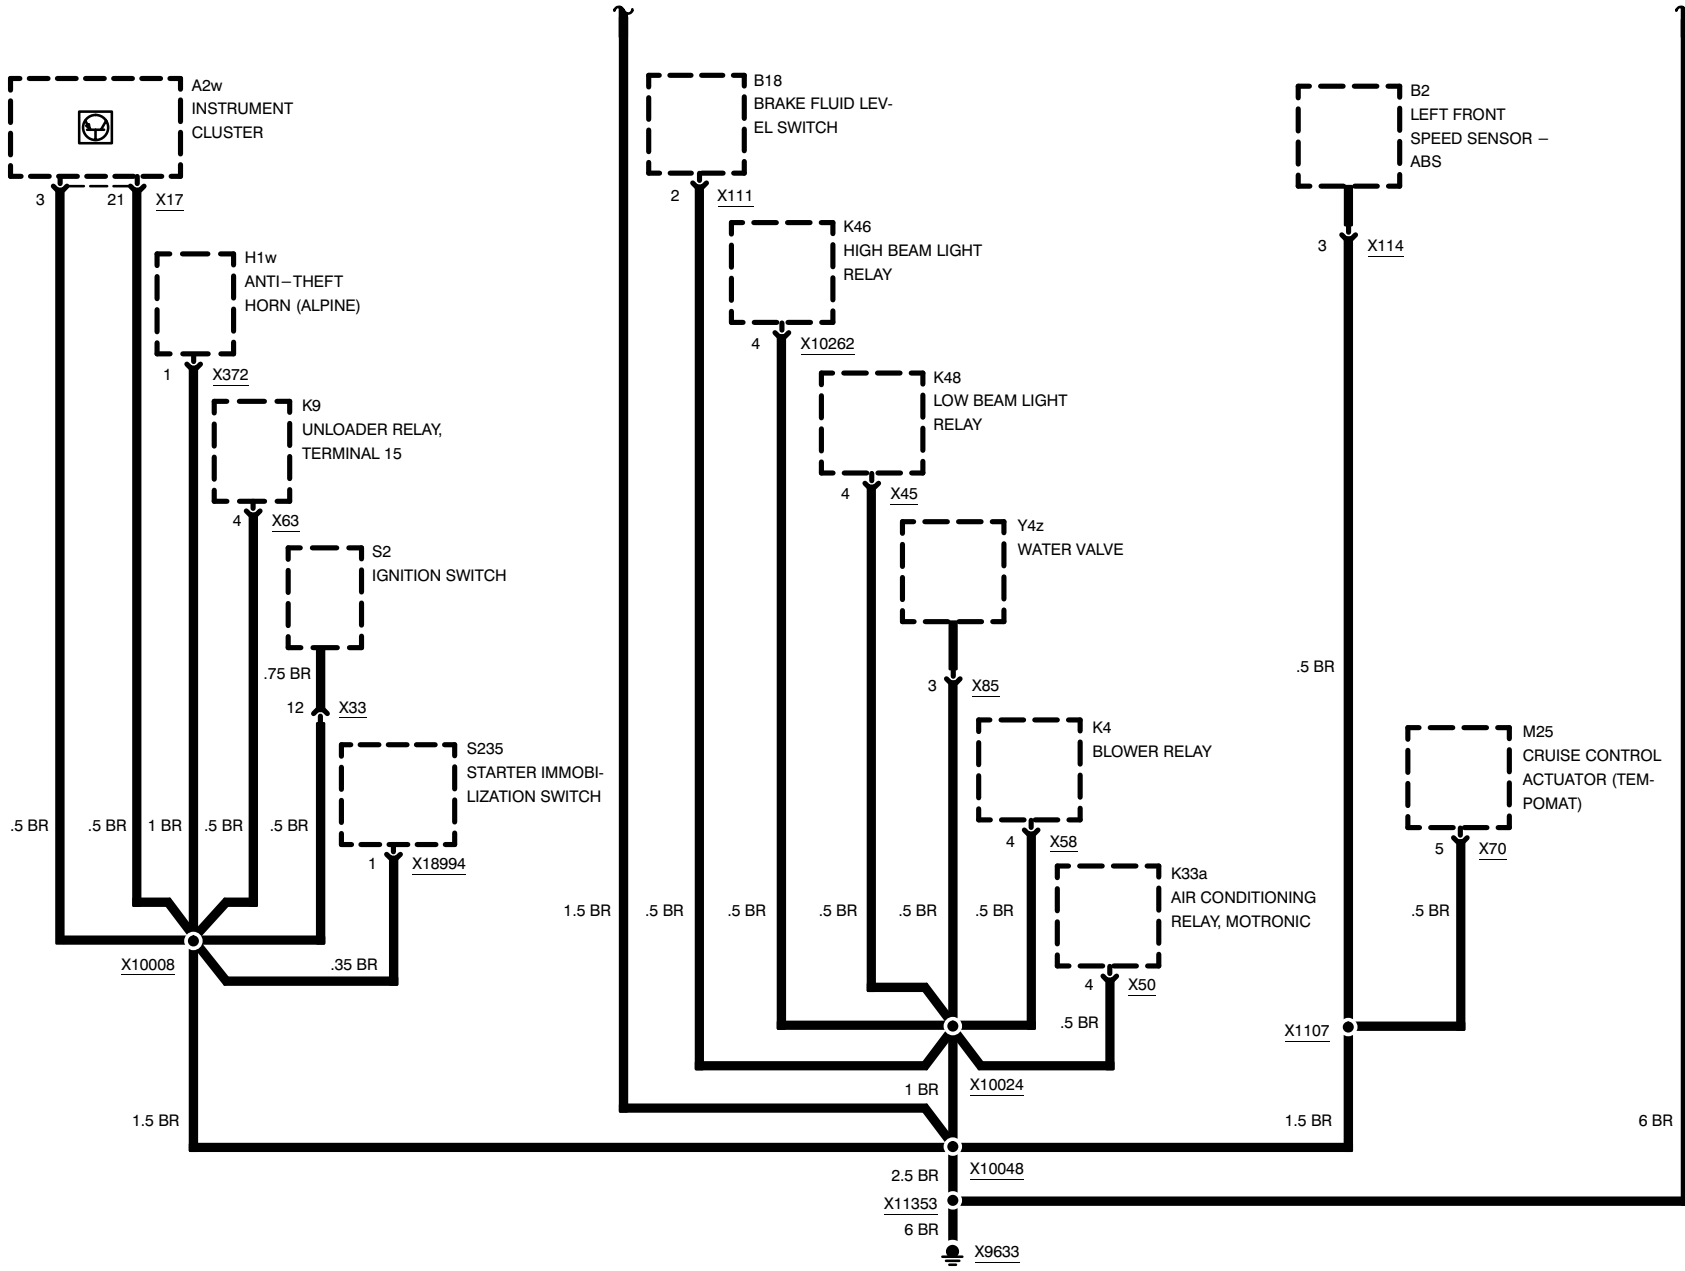 A2w
INSTRUMENT
CLUSTER
3
21
X17
H1w
ANTI–THEFT
HORN (ALPINE)
1
X372
K9
UNLOADER RELAY,
TERMINAL 15
4
X63
S2
IGNITION SWITCH
.75 BR
12
X33
S235
STARTER IMMOBI-
LIZATION SWITCH
1
X18994
.5 BR
.5 BR
1 BR
.5 BR
.5 BR
X10008
.35 BR
1.5 BR
B18
BRAKE FLUID LEV-
EL SWITCH
2
X111
K46
HIGH BEAM LIGHT
RELAY
4
X10262
K48
LOW BEAM LIGHT
RELAY
4
X45
Y4z
WATER VALVE
3
X85
K4
BLOWER RELAY
4
X58
K33a
AIR CONDITIONING
RELAY, MOTRONIC
4
X50
1.5 BR
.5 BR
.5 BR
.5 BR
.5 BR
.5 BR
.5 BR
1 BR
X10024
B2
LEFT FRONT
SPEED SENSOR –
ABS
3
X114
.5 BR
M25
CRUISE CONTROL
ACTUATOR (TEM-
POMAT)
5
X70
.5 BR
X1107
1.5 BR
6 BR
X10048
2.5 BR
X11353
6 BR
X9633